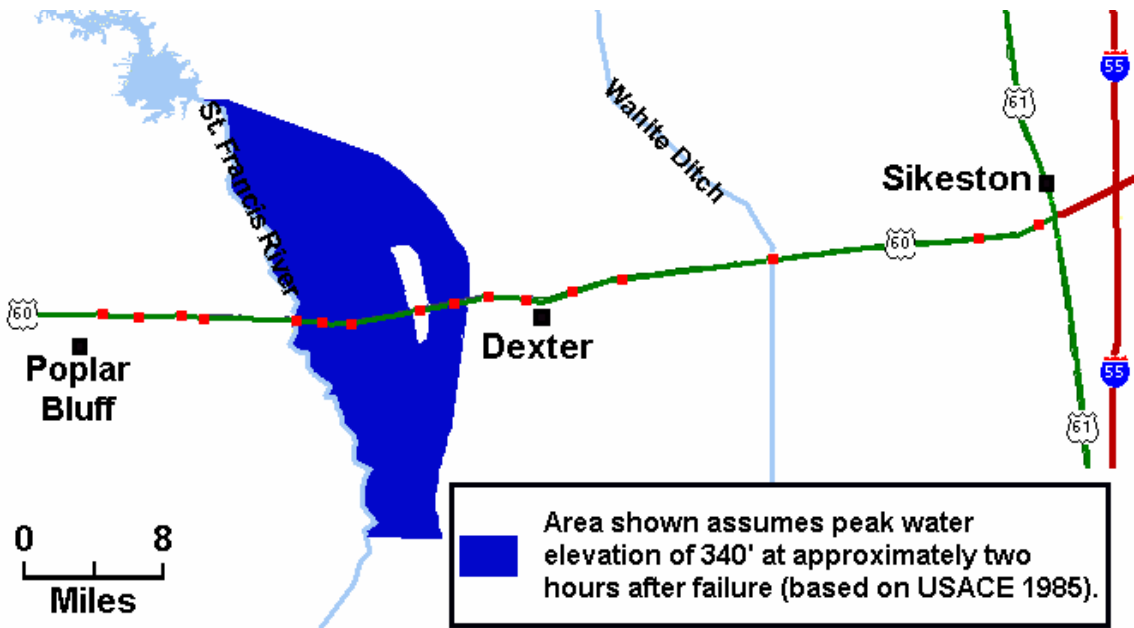 55
61
St. Francis River
Wahite Ditch
Sikeston
60
60
Dexter
Poplar
Bluff
55
61
0 8
Miles
Area shown assumes peak water
elevation of 340' at approximately two
hours after failure (based on USACE 1985).